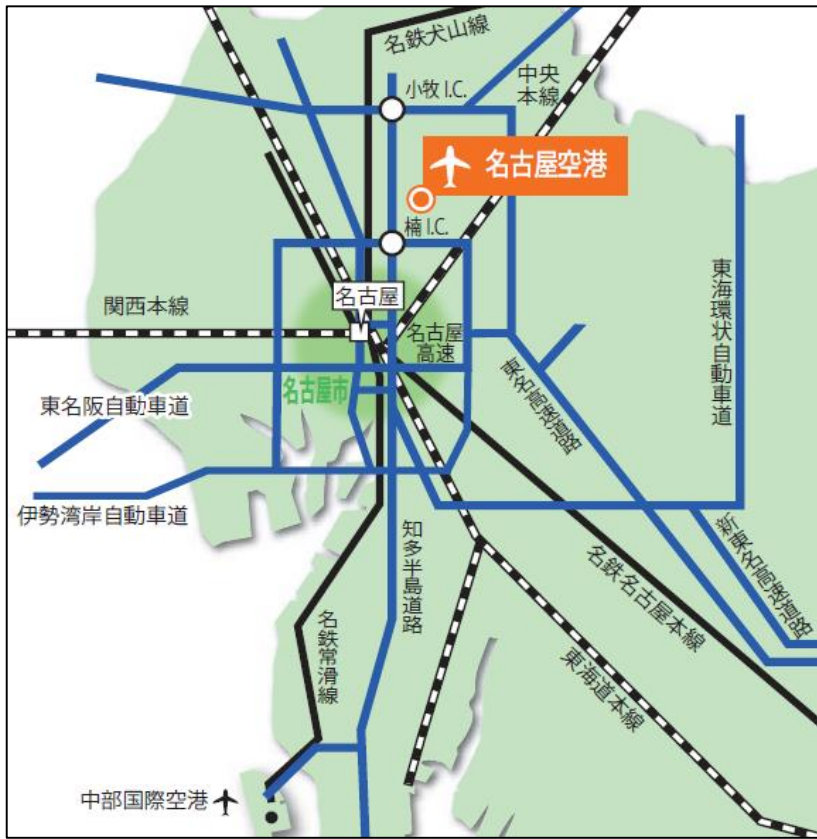 名鉄犬山線
中央
本線
小牧 I.C.
名古屋空港
楠 I.C.
関西本線
名古屋
名古屋
高速
東海環状自動車道
東名高速道路
名古屋市
東名阪自動車道
伊勢湾岸自動車道
知多半島道路
新東名高速道路
名鉄名古屋本線
名鉄常滑線
東海道本線
中部国際空港